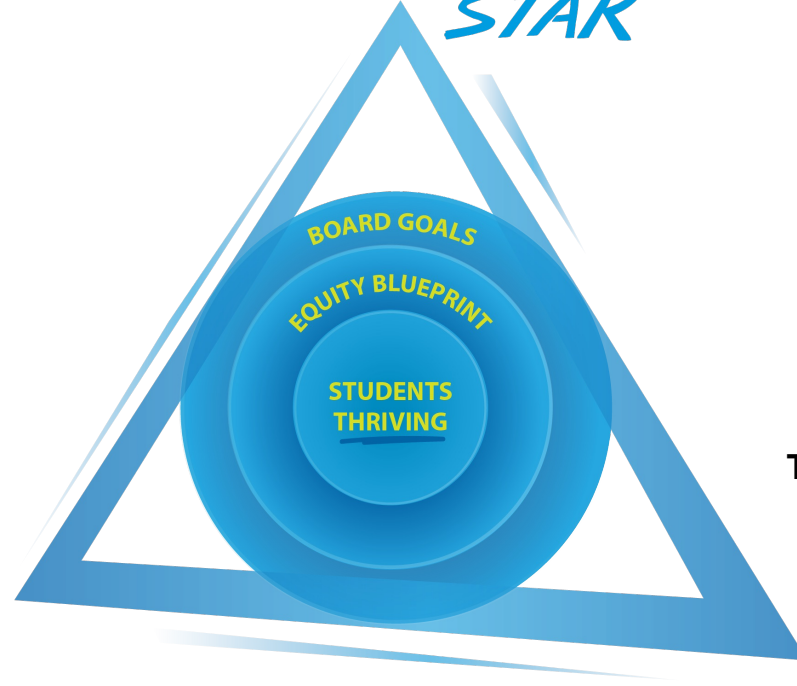 STAR
BOARD GOALS
EQUITY BLUEPRINT
STUDENTS
THRIVING
T